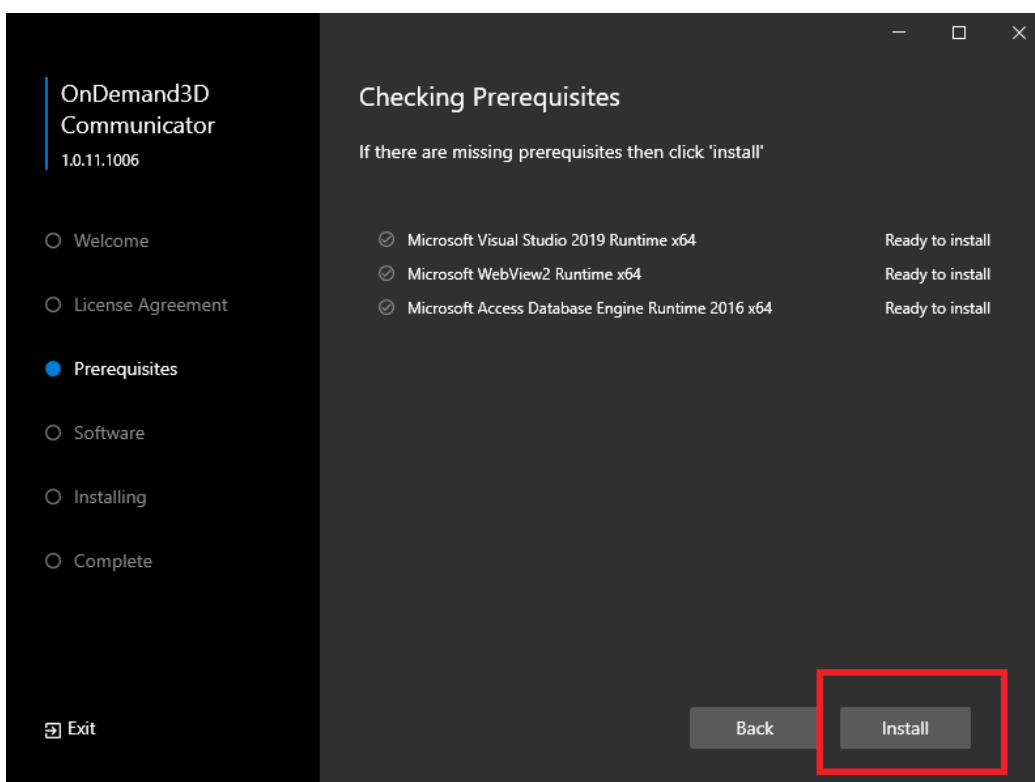 OnDemand3D
Communicator
1.0.11.1006
Welcome
License Agreement
Prerequisites
Software
Installing
Complete
Exit
Checking Prerequisites
If there are missing prerequisites then click 'install'
Microsoft Visual Studio 2019 Runtime x64 Ready to install
Microsoft WebView2 Runtime x64 Ready to install
Microsoft Access Database Engine Runtime 2016 x64 Ready to install
Back Install